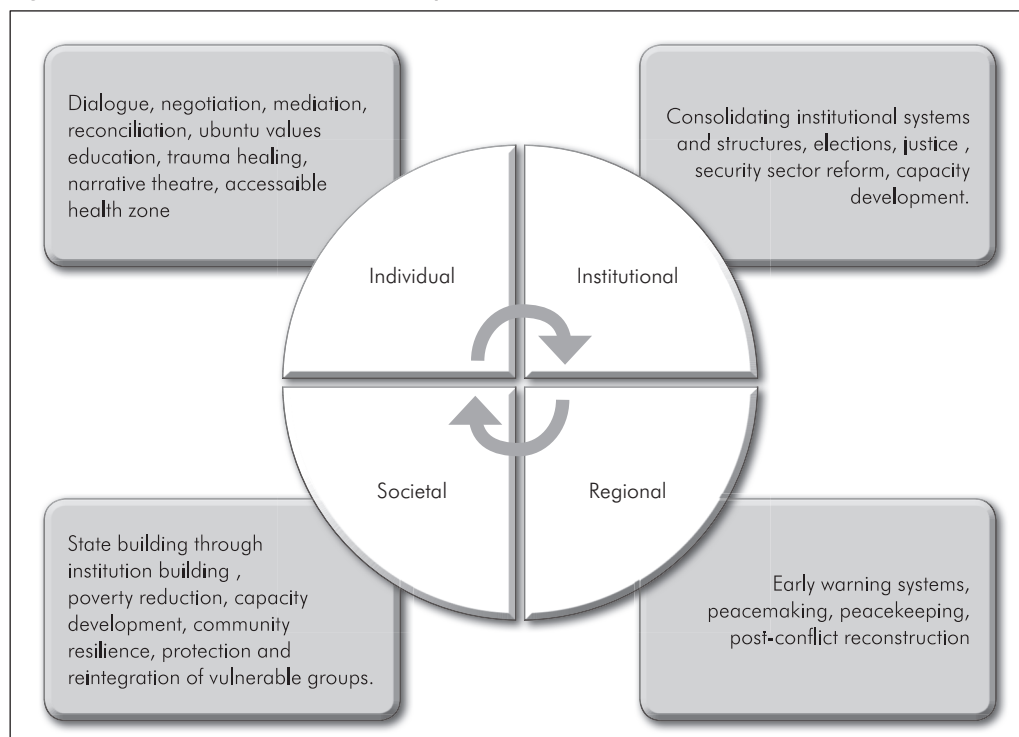 Dialogue, negotiation, mediation,
reconciliation, ubuntu values
education, trauma healing,
narrative theatre, accessaible
health zone
Consolidating institutional systems
and structures, elections, justice ,
security sector reform, capacity
development.
Individual
Institutional
Societal
Regional
State building through
institution building ,
poverty reduction, capacity
development, community
resilience, protection and
reintegration of vulnerable groups.
Early warning systems,
peacemaking, peacekeeping,
post-conflict reconstruction